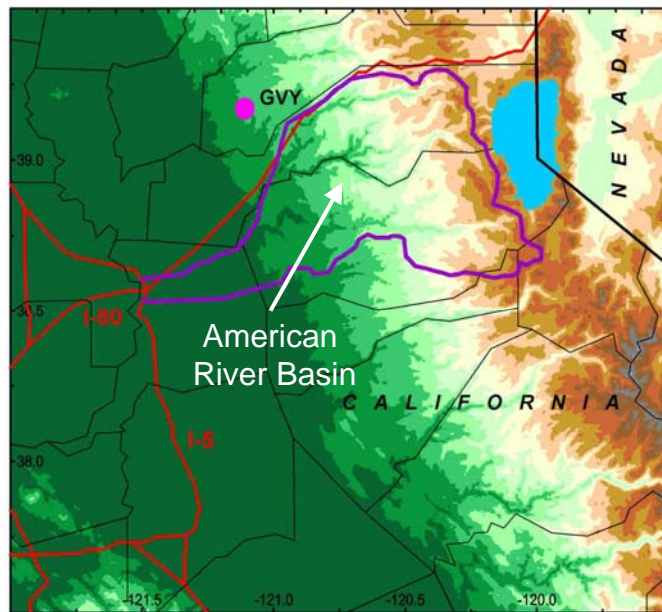 NEVADA
GVY
39.0
I-80
38.5
American
River Basin
CALIFORNIA
I-5
38.0
-121.5
-121.0
-120.5
-120.0